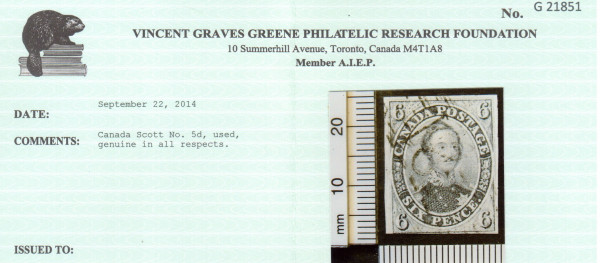 No. G 21851
VINCENT GRAVES GREENE PHILATELIC RESEARCH FOUNDATION
10 Summerhill Avenue, Toronto, Canada M4T1A8
Member A.I.E.P.
DATE: September 22, 2014
COMMENTS: Canada Scott No. 5d, used,
genuine in all respects.
ISSUED TO:
20
10
mm
6 6
CANADA POSTAGE
SIX PENCE
6 6